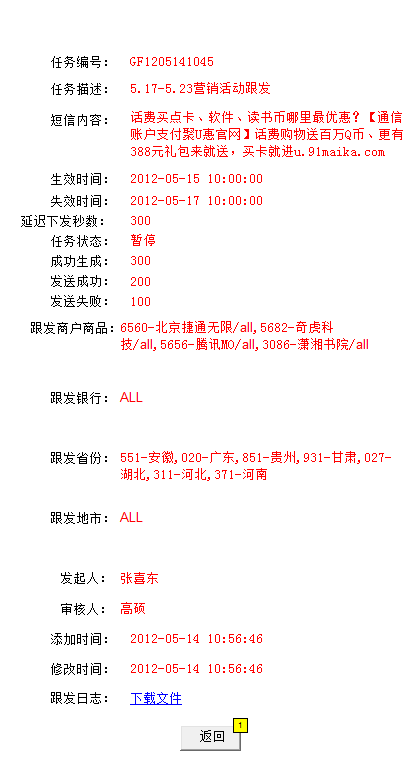 任务编号： GF1205141045
任务描述： 5.17-5.23营销活动跟发
短信内容： 话费买点卡、软件、读书币哪里最优惠？【通信
账户支付聚U惠官网】话费购物送百万Q币、更有
388元礼包来就送，买卡就进u.91maika.com
生效时间： 2012-05-15 10:00:00
失效时间： 2012-05-17 10:00:00
延迟下发秒数： 300
任务状态： 暂停
成功生成： 300
发送成功： 200
发送失败： 100
跟发商户商品：6560-北京捷通无限/all,5682-奇虎科
技/all,5656-腾讯MO/all,3086-潇湘书院/all
跟发银行： ALL
跟发省份： 551-安徽,020-广东,851-贵州,931-甘肃,027-
湖北,311-河北,371-河南
跟发地市： ALL
发起人： 张喜东
审核人： 高硕
添加时间： 2012-05-14 10:56:46
修改时间： 2012-05-14 10:56:46
跟发日志： 下载文件
返回 1